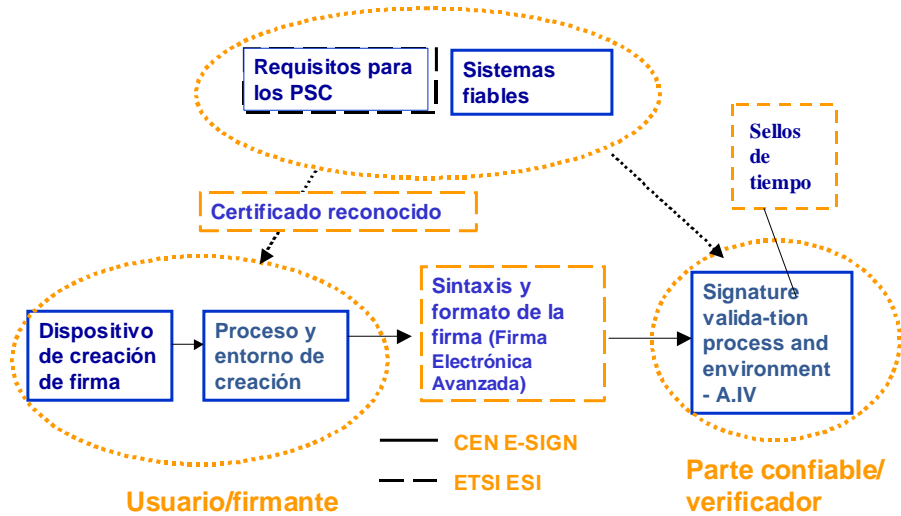 Requisitos para
los PSC
Sistemas
fiables
Sellos
de
tiempo
Certificado reconocido
Dispositivo
de creación
de firma
Proceso y
entorno de
creación
Sintaxis y
formato de la
firma (Firma
Electrónica
Avanzada)
Signature
valida-tion
process and
environment
- A.IV
CEN E-SIGN
ETSI ESI
Usuario/firmante
Parte confiable/
verificador